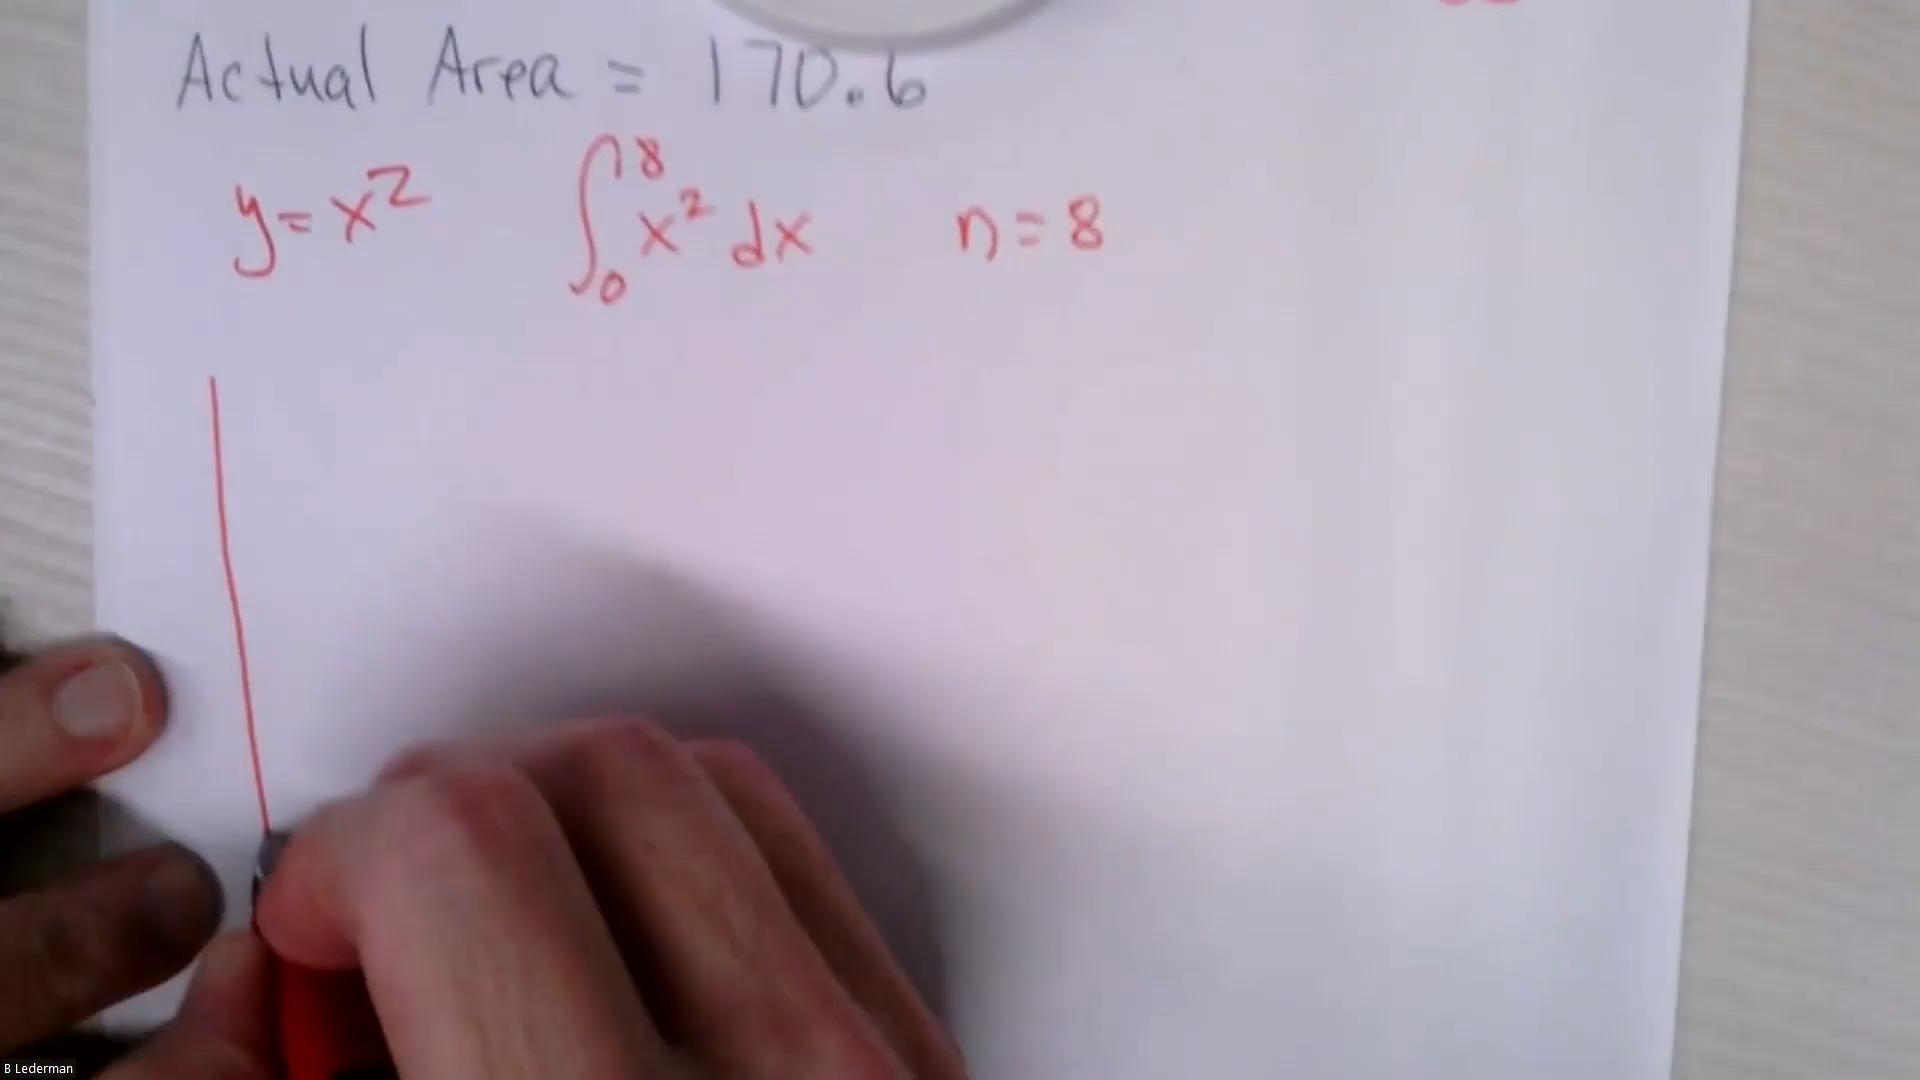 Actual Area = 170.6
y = x² ∫₀⁸ x² dx n = 8
B Lederman